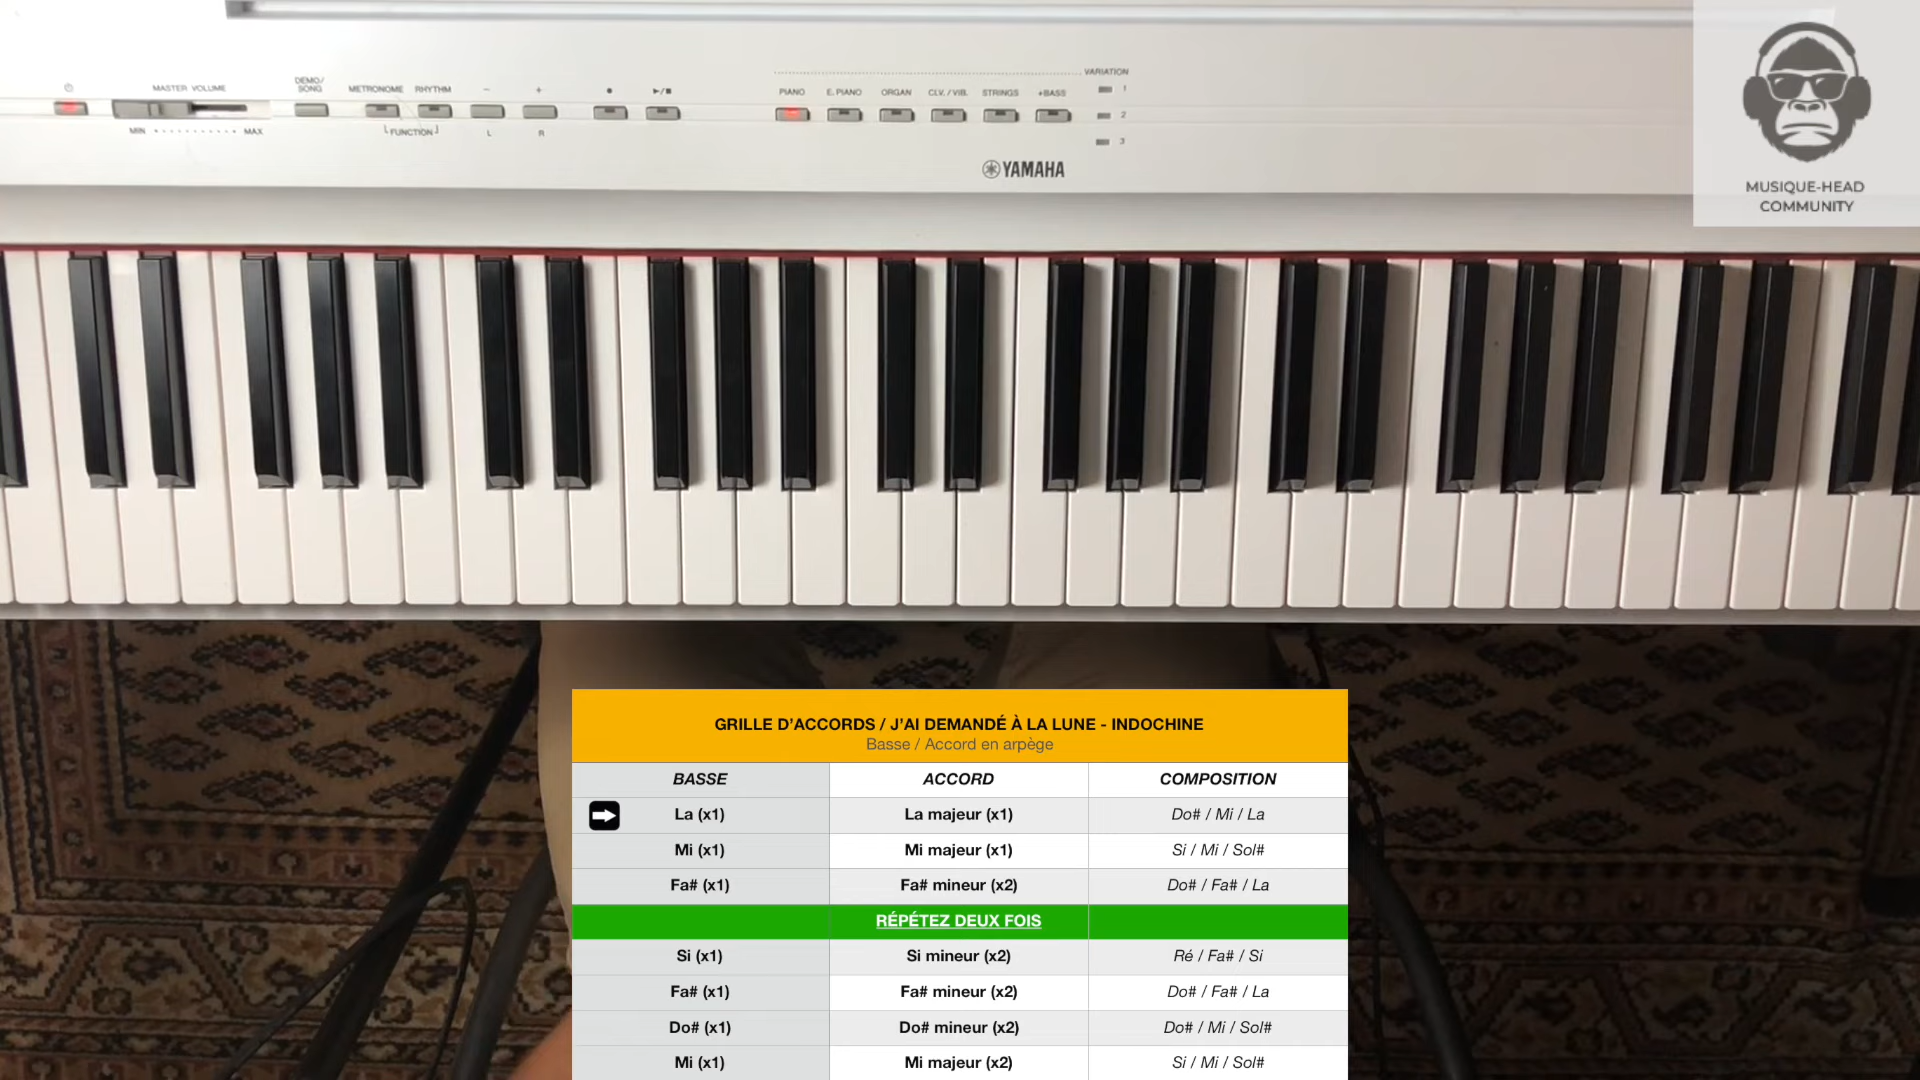 VARIATION
MASTER VOLUME
DEMO/
SONG
METRONOME RHYTHM
-
+
PIANO E. PIANO ORGAN CLV. / VIB. STRINGS +BASS
1
2
3
MIN MAX
FUNCTION
L
R
YAMAHA
MUSIQUE-HEAD
COMMUNITY
GRILLE D'ACCORDS / J'AI DEMANDÉ À LA LUNE - INDOCHINE
Basse / Accord en arpège
BASSE ACCORD COMPOSITION
La (x1) La majeur (x1) Do# / Mi / La
Mi (x1) Mi majeur (x1) Si / Mi / Sol#
Fa# (x1) Fa# mineur (x2) Do# / Fa# / La
RÉPÉTEZ DEUX FOIS
Si (x1) Si mineur (x2) Ré / Fa# / Si
Fa# (x1) Fa# mineur (x2) Do# / Fa# / La
Do# (x1) Do# mineur (x2) Do# / Mi / Sol#
Mi (x1) Mi majeur (x2) Si / Mi / Sol#